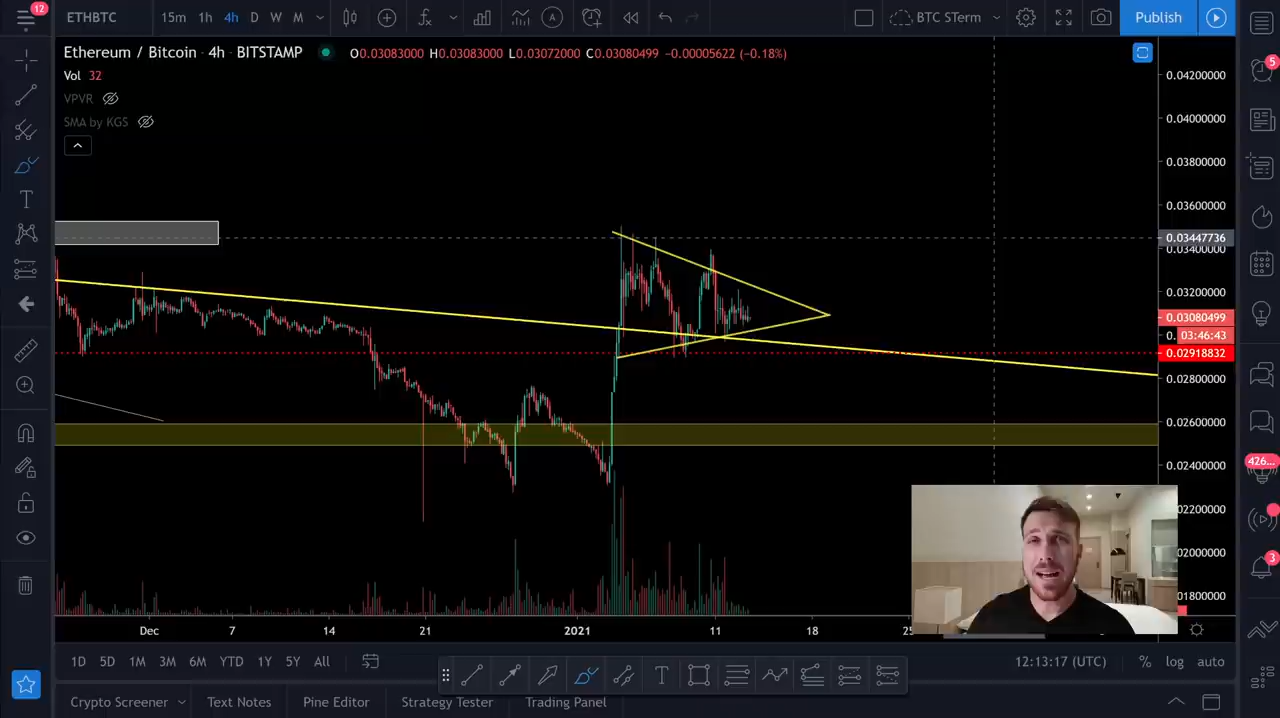 12
ETHBTC
15m 1h 4h D W M
BTC STerm
Publish
Ethereum / Bitcoin · 4h · BITSTAMP
O0.03083000 H0.03083000 L0.03072000 C0.03080499 −0.00005622 (−0.18%)
Vol 32
VPVR
SMA by KGS
0.04200000
0.04000000
0.03800000
0.03600000
0.03447736
0.03400000
0.03200000
0.03080499
0. 03:46:43
0.02918832
0.02800000
0.02600000
0.02400000
02200000
02000000
01800000
5
426...
3
Dec 7 14 21 2021 11 18 25
1D 5D 1M 3M 6M YTD 1Y 5Y All
12:13:17 (UTC) % log auto
Crypto Screener Text Notes Pine Editor Strategy Tester Trading Panel